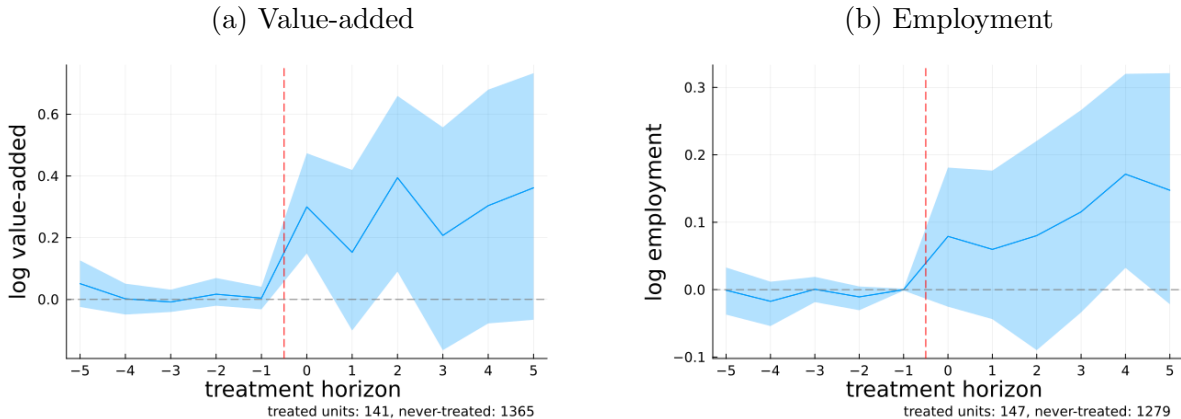 (a) Value-added
log value-added
0.6
0.4
0.2
0.0
−5 −4 −3 −2 −1 0 1 2 3 4 5
treatment horizon
treated units: 141, never-treated: 1365
(b) Employment
log employment
0.3
0.2
0.1
0.0
−0.1
−5 −4 −3 −2 −1 0 1 2 3 4 5
treatment horizon
treated units: 147, never-treated: 1279